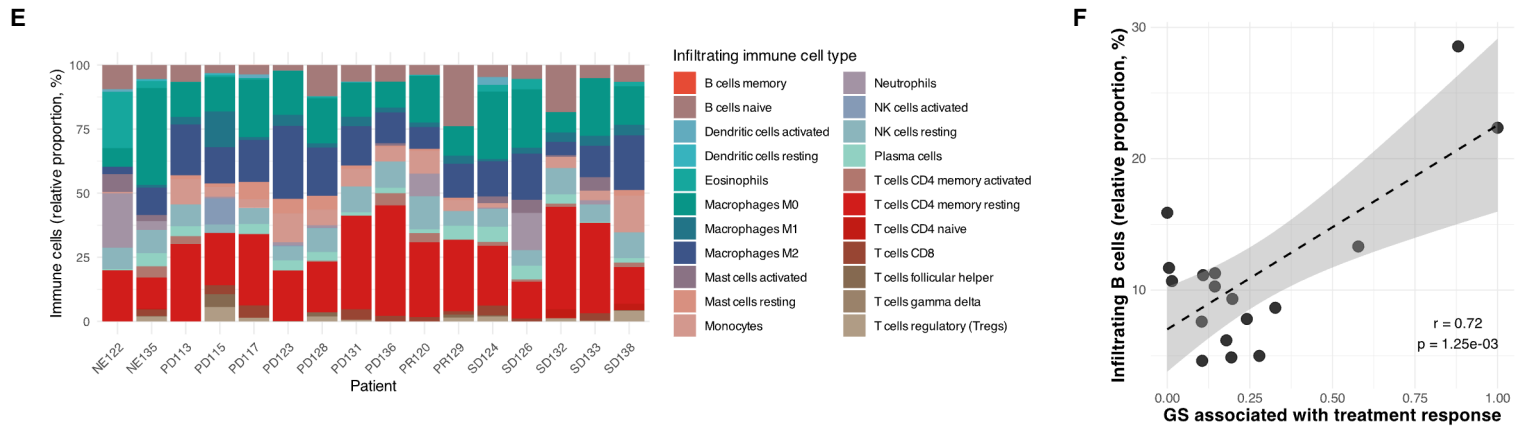 E
Immune cells (relative proportion, %)
100
75
50
25
0
NE122
NE135
PD113
PD115
PD117
PD123
PD128
PD131
PD136
PR120
PR129
SD124
SD126
SD132
SD133
SD138
Patient
Infiltrating immune cell type
B cells memory
B cells naive
Dendritic cells activated
Dendritic cells resting
Eosinophils
Macrophages M0
Macrophages M1
Macrophages M2
Mast cells activated
Mast cells resting
Monocytes
Neutrophils
NK cells activated
NK cells resting
Plasma cells
T cells CD4 memory activated
T cells CD4 memory resting
T cells CD4 naive
T cells CD8
T cells follicular helper
T cells gamma delta
T cells regulatory (Tregs)
F
Infiltrating B cells (relative proportion, %)
30
20
10
r = 0.72
p = 1.25e-03
0.00
0.25
0.50
0.75
1.00
GS associated with treatment response